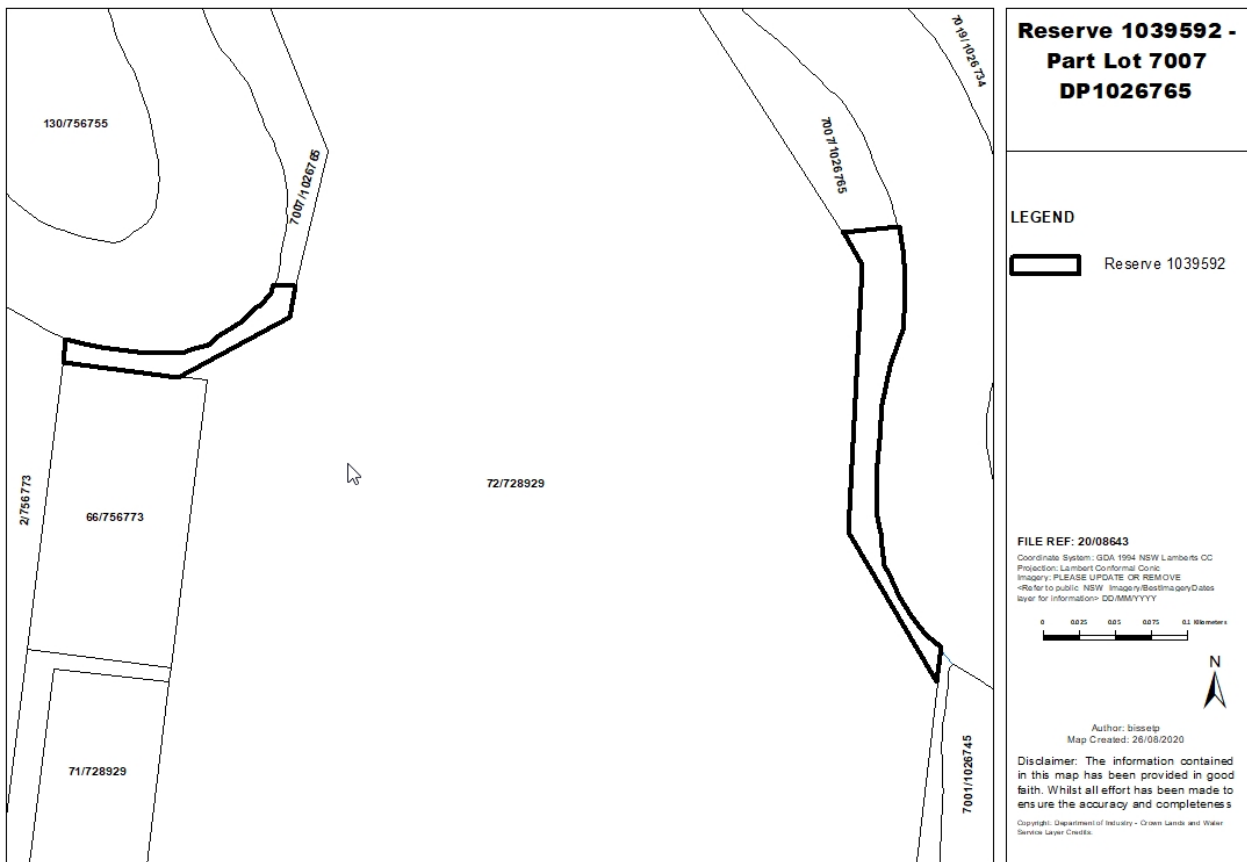 Reserve 1039592 -
Part Lot 7007
DP1026765
LEGEND
Reserve 1039592
FILE REF: 20/08643
Coordinate System: GDA 1994 NSW Lamberts CC
Projection: Lambert Conformal Conic
Imagery: PLEASE UPDATE OR REMOVE
<Refer to public_NSW_Imagery/BestImageryDates
layer for information> DD/MM/YYYY
0 0.025 0.05 0.075 0.1 Kilometers
N
Author: bissetp
Map Created: 26/08/2020
Disclaimer: The information contained
in this map has been provided in good
faith. Whilst all effort has been made to
ensure the accuracy and completeness
Copyright: Department of Industry - Crown Lands and Water
Service Layer Credits:
130/756755
7007/1026765
7007/1026765
7019/1026734
2/756773
66/756773
72/728929
71/728929
7001/1026745